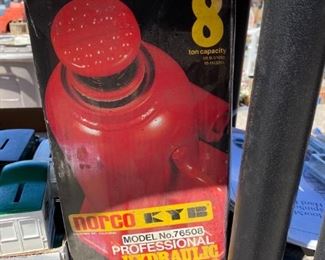 8
ton capacity
norco KYB
MODEL No. 76508
PROFESSIONAL
HYDRAULIC